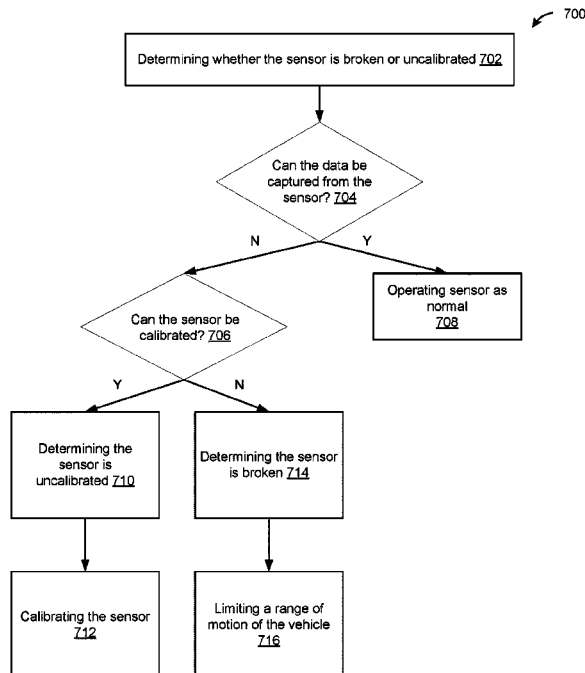 700
Determining whether the sensor is broken or uncalibrated 702
Can the data be
captured from the
sensor? 704
N
Y
Operating sensor as
normal
708
Can the sensor be
calibrated? 706
Y
N
Determining the
sensor is
uncalibrated 710
Determining the sensor
is broken 714
Calibrating the sensor
712
Limiting a range of
motion of the vehicle
716